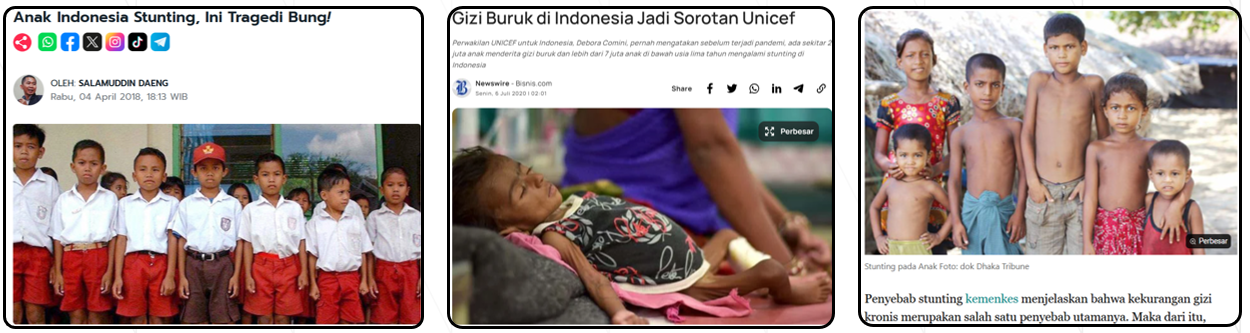 Anak Indonesia Stunting, Ini Tragedi Bung!
OLEH: SALAMUDDIN DAENG
Rabu, 04 April 2018, 18:13 WIB
Gizi Buruk di Indonesia Jadi Sorotan Unicef
Perwakilan UNICEF untuk Indonesia, Debora Comini, pernah mengatakan sebelum terjadi pandemi, ada sekitar 2
juta anak menderita gizi buruk dan lebih dari 7 juta anak di bawah usia lima tahun mengalami stunting di
Indonesia
Newswire - Bisnis.com
Senin, 6 Juli 2020 | 02:01
Share
Perbesar
Perbesar
Stunting pada Anak Foto: dok Dhaka Tribune
Penyebab stunting kemenkes menjelaskan bahwa kekurangan gizi
kronis merupakan salah satu penyebab utamanya. Maka dari itu,